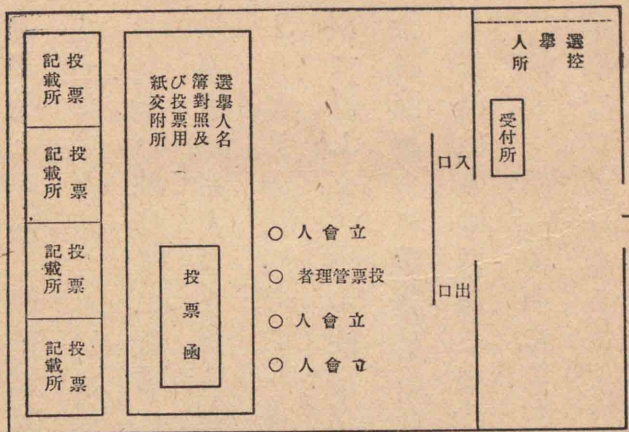 選擧人
控所
受付所
入口
出口
立會人 ○
投票管理者 ○
立會人 ○
立會人 ○
選擧人名
簿對照及
び投票用
紙交附所
投票函
投票
記載所
投票
記載所
投票
記載所
投票
記載所